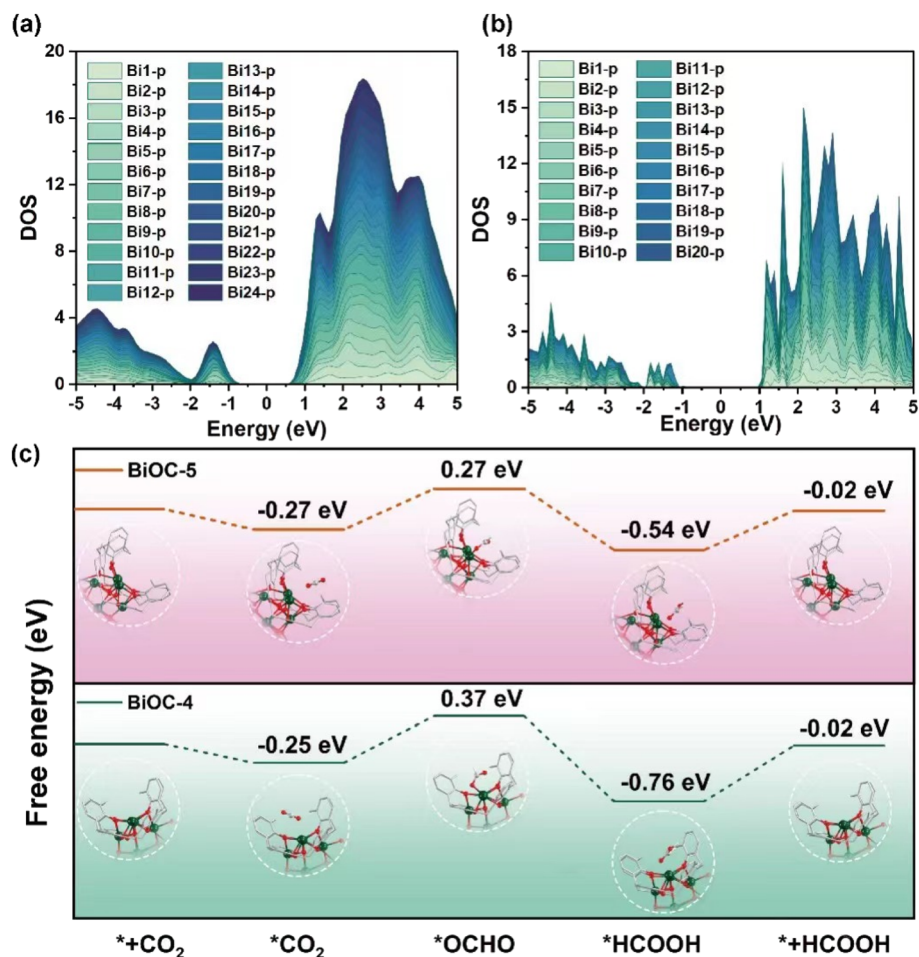 (a)
20
16
12
8
4
0
DOS
Bi1-p
Bi2-p
Bi3-p
Bi4-p
Bi5-p
Bi6-p
Bi7-p
Bi8-p
Bi9-p
Bi10-p
Bi11-p
Bi12-p
Bi13-p
Bi14-p
Bi15-p
Bi16-p
Bi17-p
Bi18-p
Bi19-p
Bi20-p
Bi21-p
Bi22-p
Bi23-p
Bi24-p
-5 -4 -3 -2 -1 0 1 2 3 4 5
Energy (eV)
(b)
18
15
12
9
6
3
0
DOS
Bi1-p
Bi2-p
Bi3-p
Bi4-p
Bi5-p
Bi6-p
Bi7-p
Bi8-p
Bi9-p
Bi10-p
Bi11-p
Bi12-p
Bi13-p
Bi14-p
Bi15-p
Bi16-p
Bi17-p
Bi18-p
Bi19-p
Bi20-p
-5 -4 -3 -2 -1 0 1 2 3 4 5
Energy (eV)
(c)
Free energy (eV)
BiOC-5
-0.27 eV
0.27 eV
-0.54 eV
-0.02 eV
BiOC-4
-0.25 eV
0.37 eV
-0.76 eV
-0.02 eV
*+CO₂ *CO₂ *OCHO *HCOOH *+HCOOH